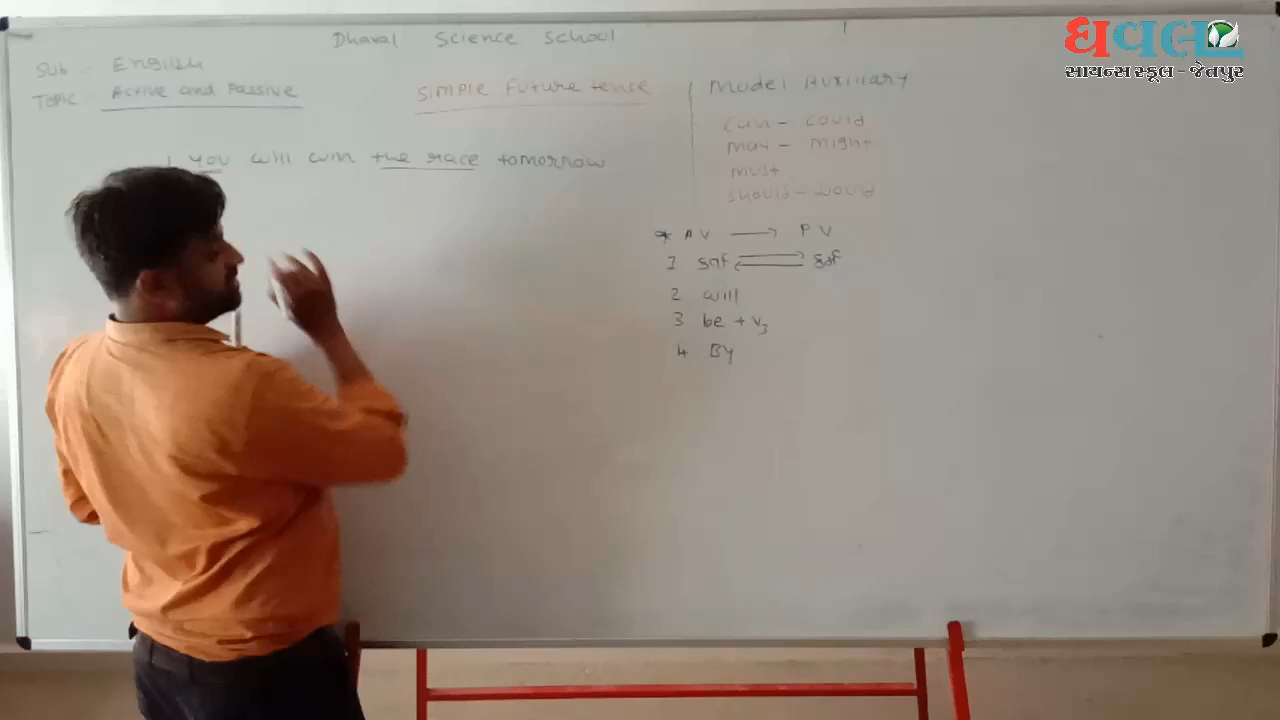 Dhaval Science School
Sub :- English
Topic :- Active and Passive
Simple Future tense
1 you will win the race tomorrow
Model Auxiliary
can - could
may - might
must
should - would
* A V → P V
1
2 will
3 be + V3
4 By
ધવલ
સાયન્સ સ્કૂલ - જેતપુર